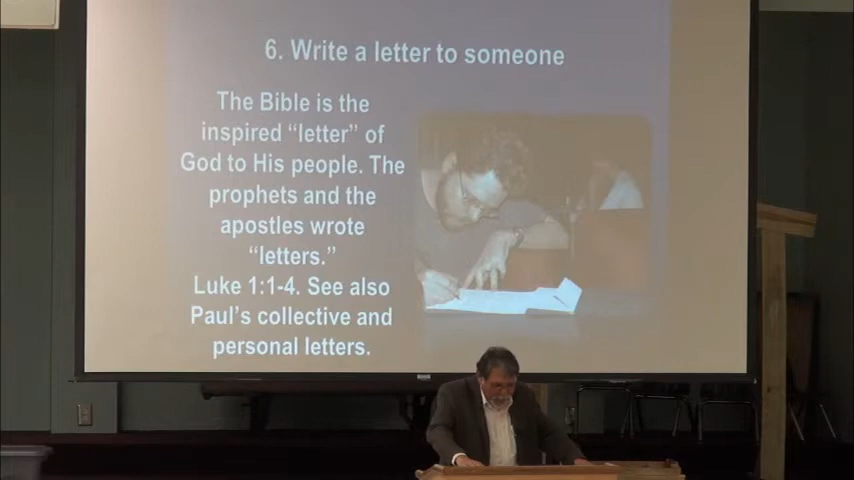 6. Write a letter to someone
The Bible is the
inspired “letter” of
God to His people. The
prophets and the
apostles wrote
“letters.”
Luke 1:1-4. See also
Paul’s collective and
personal letters.